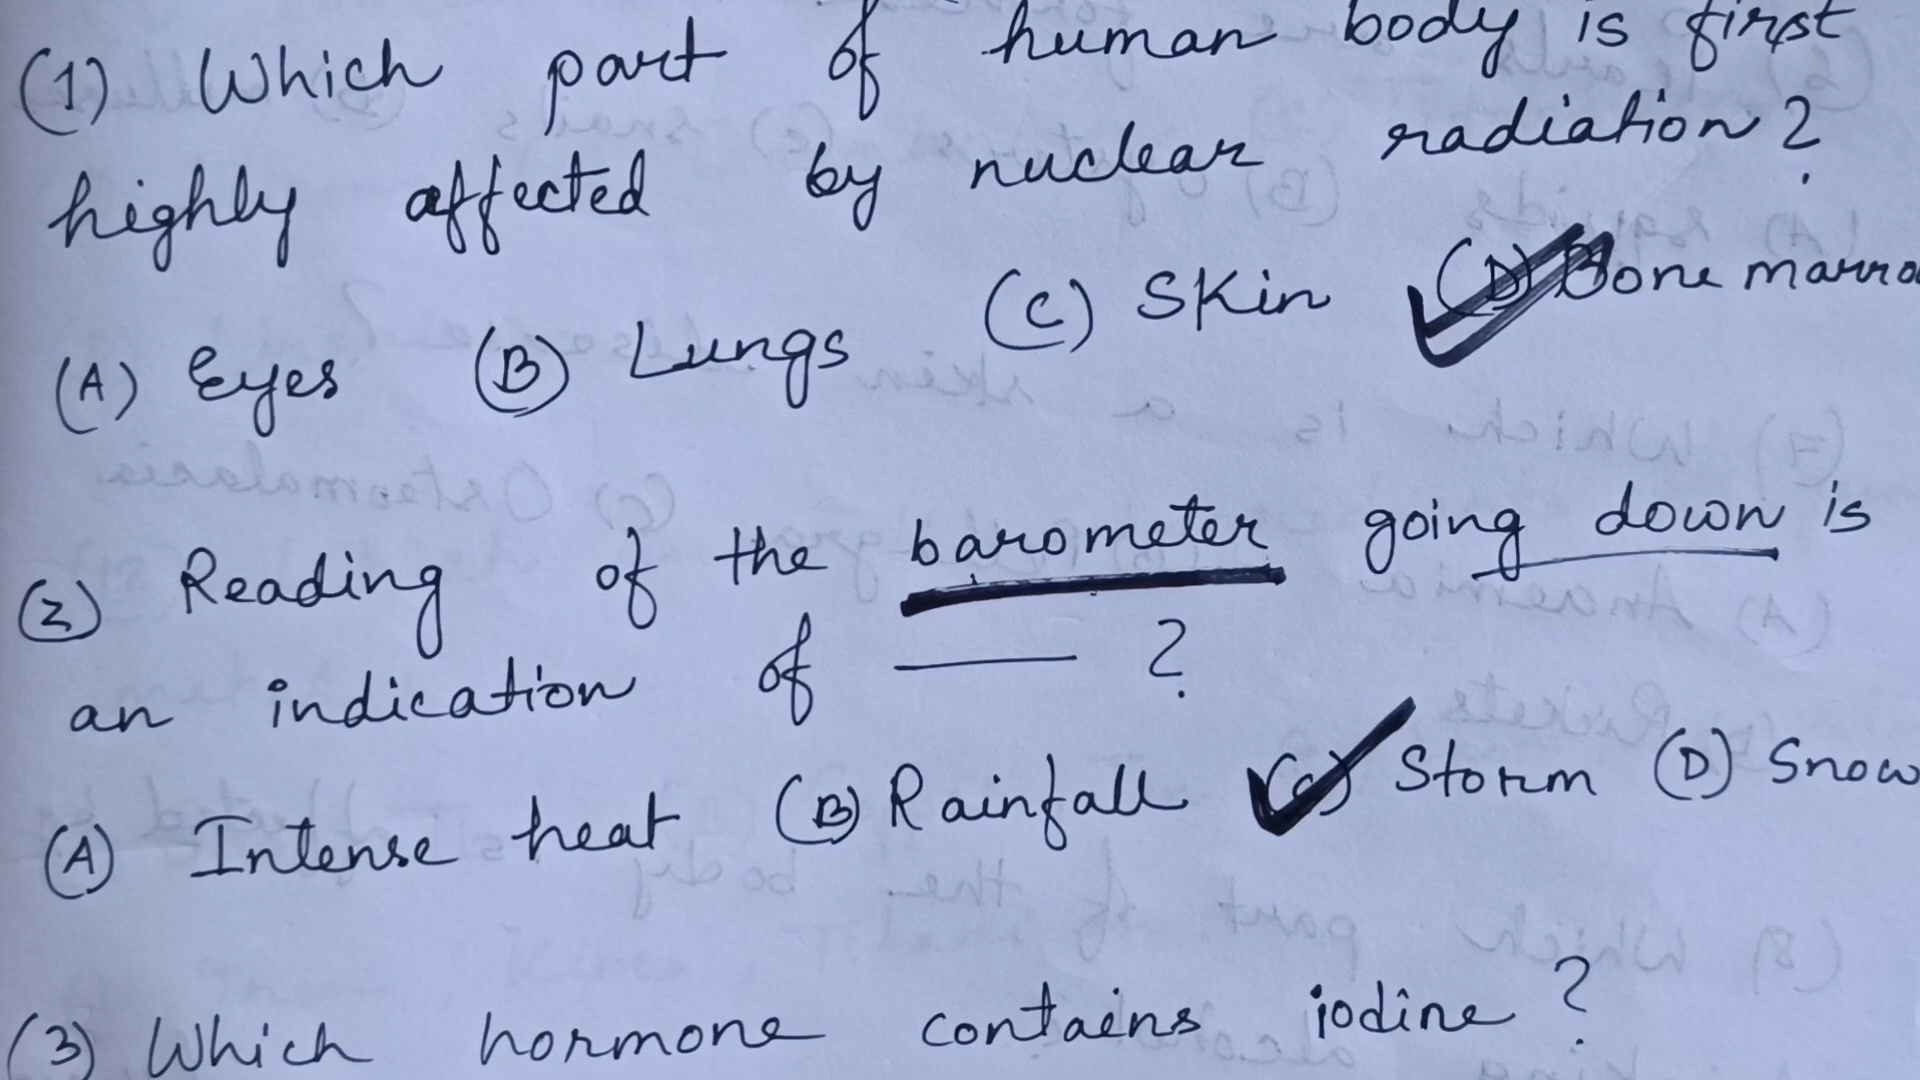 (1) Which part of human body is first
highly affected by nuclear radiation?
(A) Eyes (B) Lungs (C) Skin (D) Bone marro
(2) Reading of the barometer going down is
an indication of ——— ?
(A) Intense heat (B) Rainfall (C) Storm (D) Snow
(3) Which hormone contains iodine?